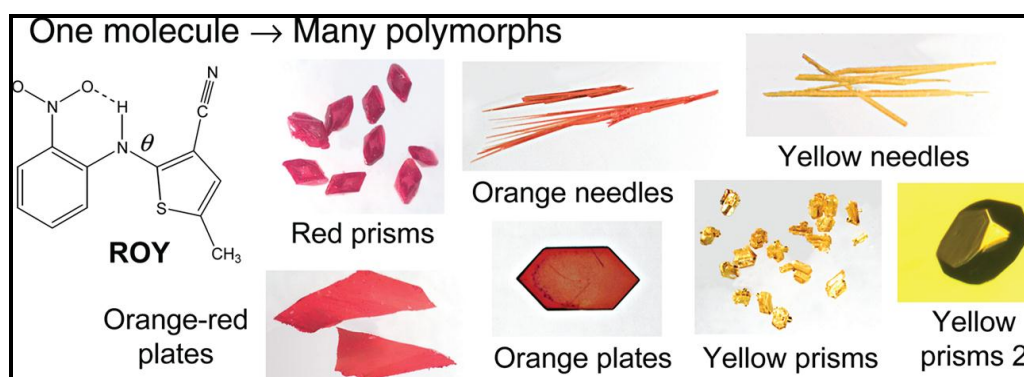 One molecule → Many polymorphs
O
O
N
H
N
θ
C
N
S
CH₃
ROY
Red prisms
Orange needles
Yellow needles
Orange-red
plates
Orange plates
Yellow prisms
Yellow
prisms 2